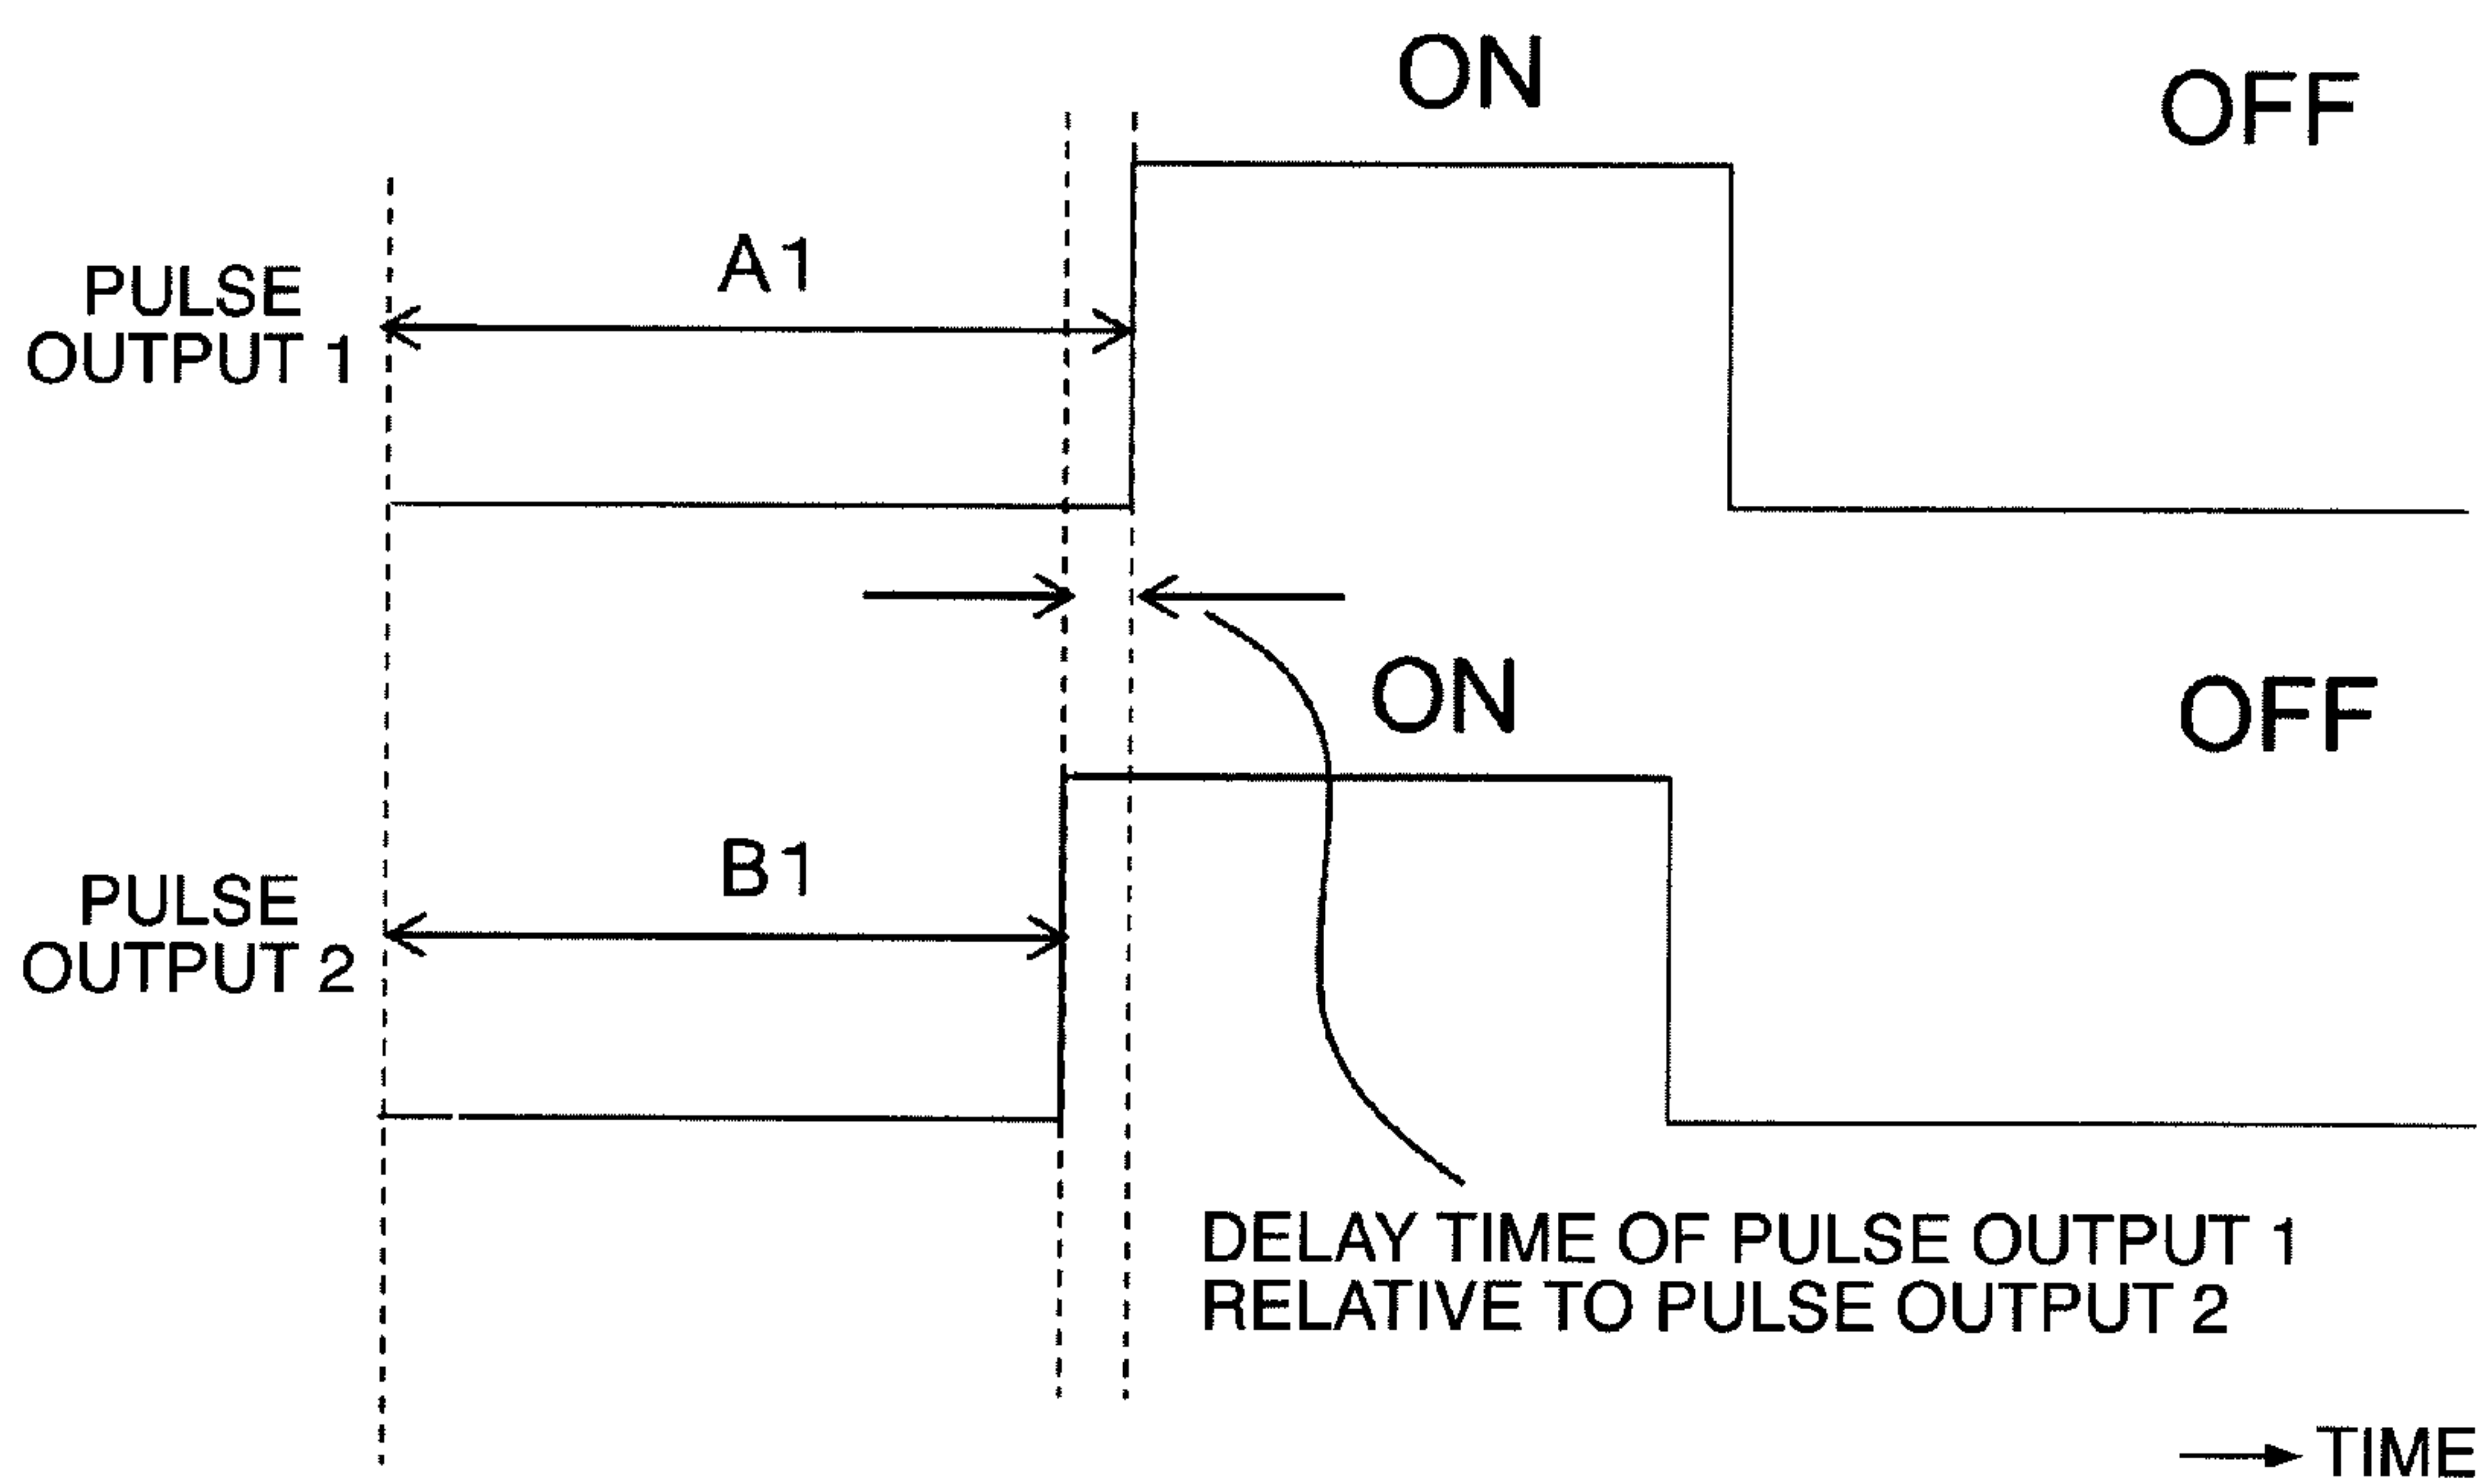 ON
OFF
A1
PULSE
OUTPUT 1
ON
OFF
B1
PULSE
OUTPUT 2
DELAY TIME OF PULSE OUTPUT 1
RELATIVE TO PULSE OUTPUT 2
TIME